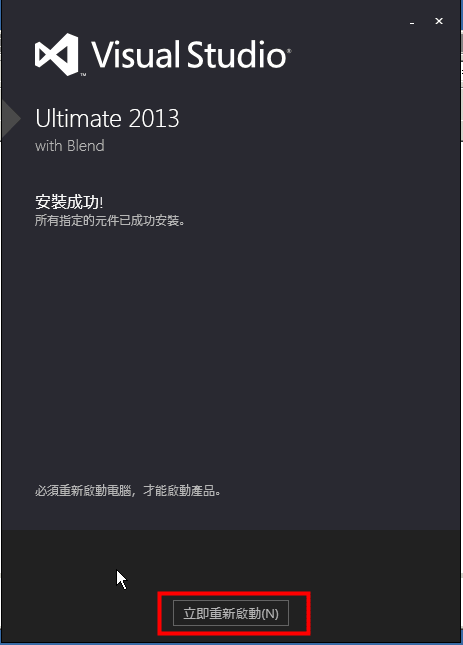 Visual Studio
Ultimate 2013
with Blend
安裝成功!
所有指定的元件已成功安裝。
必須重新啟動電腦，才能啟動產品。
立即重新啟動(N)